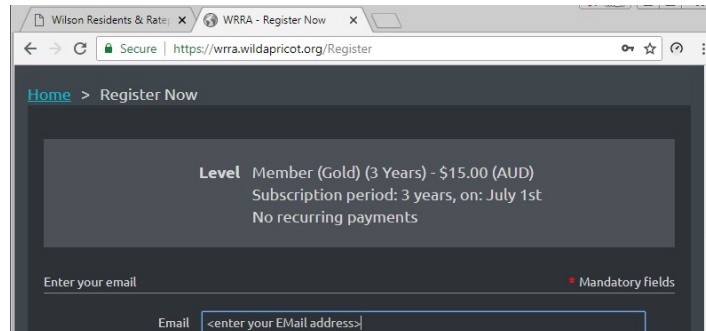 Wilson Residents & Rate
WRRA - Register Now
Secure | https://wrra.wildapricot.org/Register
Home > Register Now
Level Member (Gold) (3 Years) - $15.00 (AUD)
Subscription period: 3 years, on: July 1st
No recurring payments
Enter your email * Mandatory fields
Email <enter your EMail address>